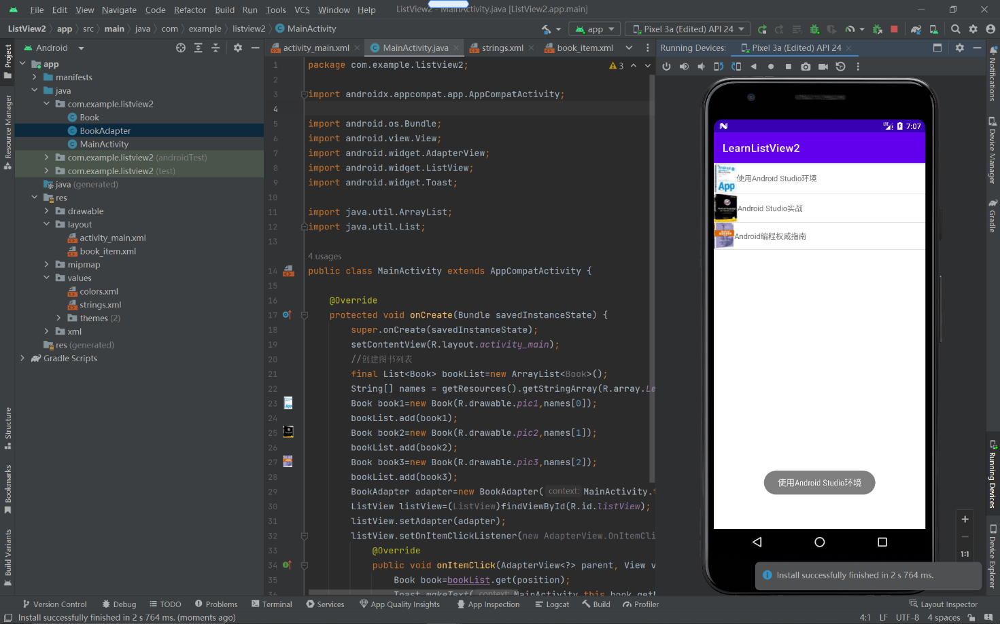 File Edit View Navigate Code Refactor Build Run Tools VCS Window Help ListView2 - MainActivity.java [ListView2.app.main]
ListView2 app src main java com example listview2 MainActivity app Pixel 3a (Edited) API 24
Project
Resource Manager
Structure
Bookmarks
Build Variants
Android
app
manifests
java
com.example.listview2
Book
BookAdapter
MainActivity
com.example.listview2 (androidTest)
com.example.listview2 (test)
java (generated)
res
drawable
layout
activity_main.xml
book_item.xml
mipmap
values
colors.xml
strings.xml
themes (2)
xml
res (generated)
Gradle Scripts
activity_main.xml MainActivity.java strings.xml book_item.xml
3
1 package com.example.listview2;
2
3 import androidx.appcompat.app.AppCompatActivity;
4
5 import android.os.Bundle;
6 import android.view.View;
7 import android.widget.AdapterView;
8 import android.widget.ListView;
9 import android.widget.Toast;
10
11 import java.util.ArrayList;
12 import java.util.List;
13
4 usages
14 public class MainActivity extends AppCompatActivity {
15
16 @Override
17 protected void onCreate(Bundle savedInstanceState) {
18 super.onCreate(savedInstanceState);
19 setContentView(R.layout.activity_main);
20 //创建图书列表
21 final List<Book> bookList=new ArrayList<Book>();
22 String[] names = getResources().getStringArray(R.array.Le
23 Book book1=new Book(R.drawable.pic1,names[0]);
24 bookList.add(book1);
25 Book book2=new Book(R.drawable.pic2,names[1]);
26 bookList.add(book2);
27 Book book3=new Book(R.drawable.pic3,names[2]);
28 bookList.add(book3);
29 BookAdapter adapter=new BookAdapter( context: MainActivity.t
30 ListView listView=(ListView)findViewById(R.id.listView);
31 listView.setAdapter(adapter);
32 listView.setOnItemClickListener(new AdapterView.OnItemCli
33 @Override
34 public void onItemClick(AdapterView<?> parent, View v
35 Book book=bookList.get(position);
36 Toast.makeText( context: MainActivity.this,book.getN
Running Devices: Pixel 3a (Edited) API 24
LTE 7:07
LearnListView2
App
使用Android Studio环境
Android Studio实战
Android编程权威指南
使用Android Studio环境
1:1
Install successfully finished in 2 s 764 ms.
Notifications
Device Manager
Gradle
Running Devices
Device Explorer
Version Control Debug TODO Problems Terminal Services App Quality Insights App Inspection Logcat Build Profiler Layout Inspector
Install successfully finished in 2 s 764 ms. (moments ago) 4:1 LF UTF-8 4 spaces